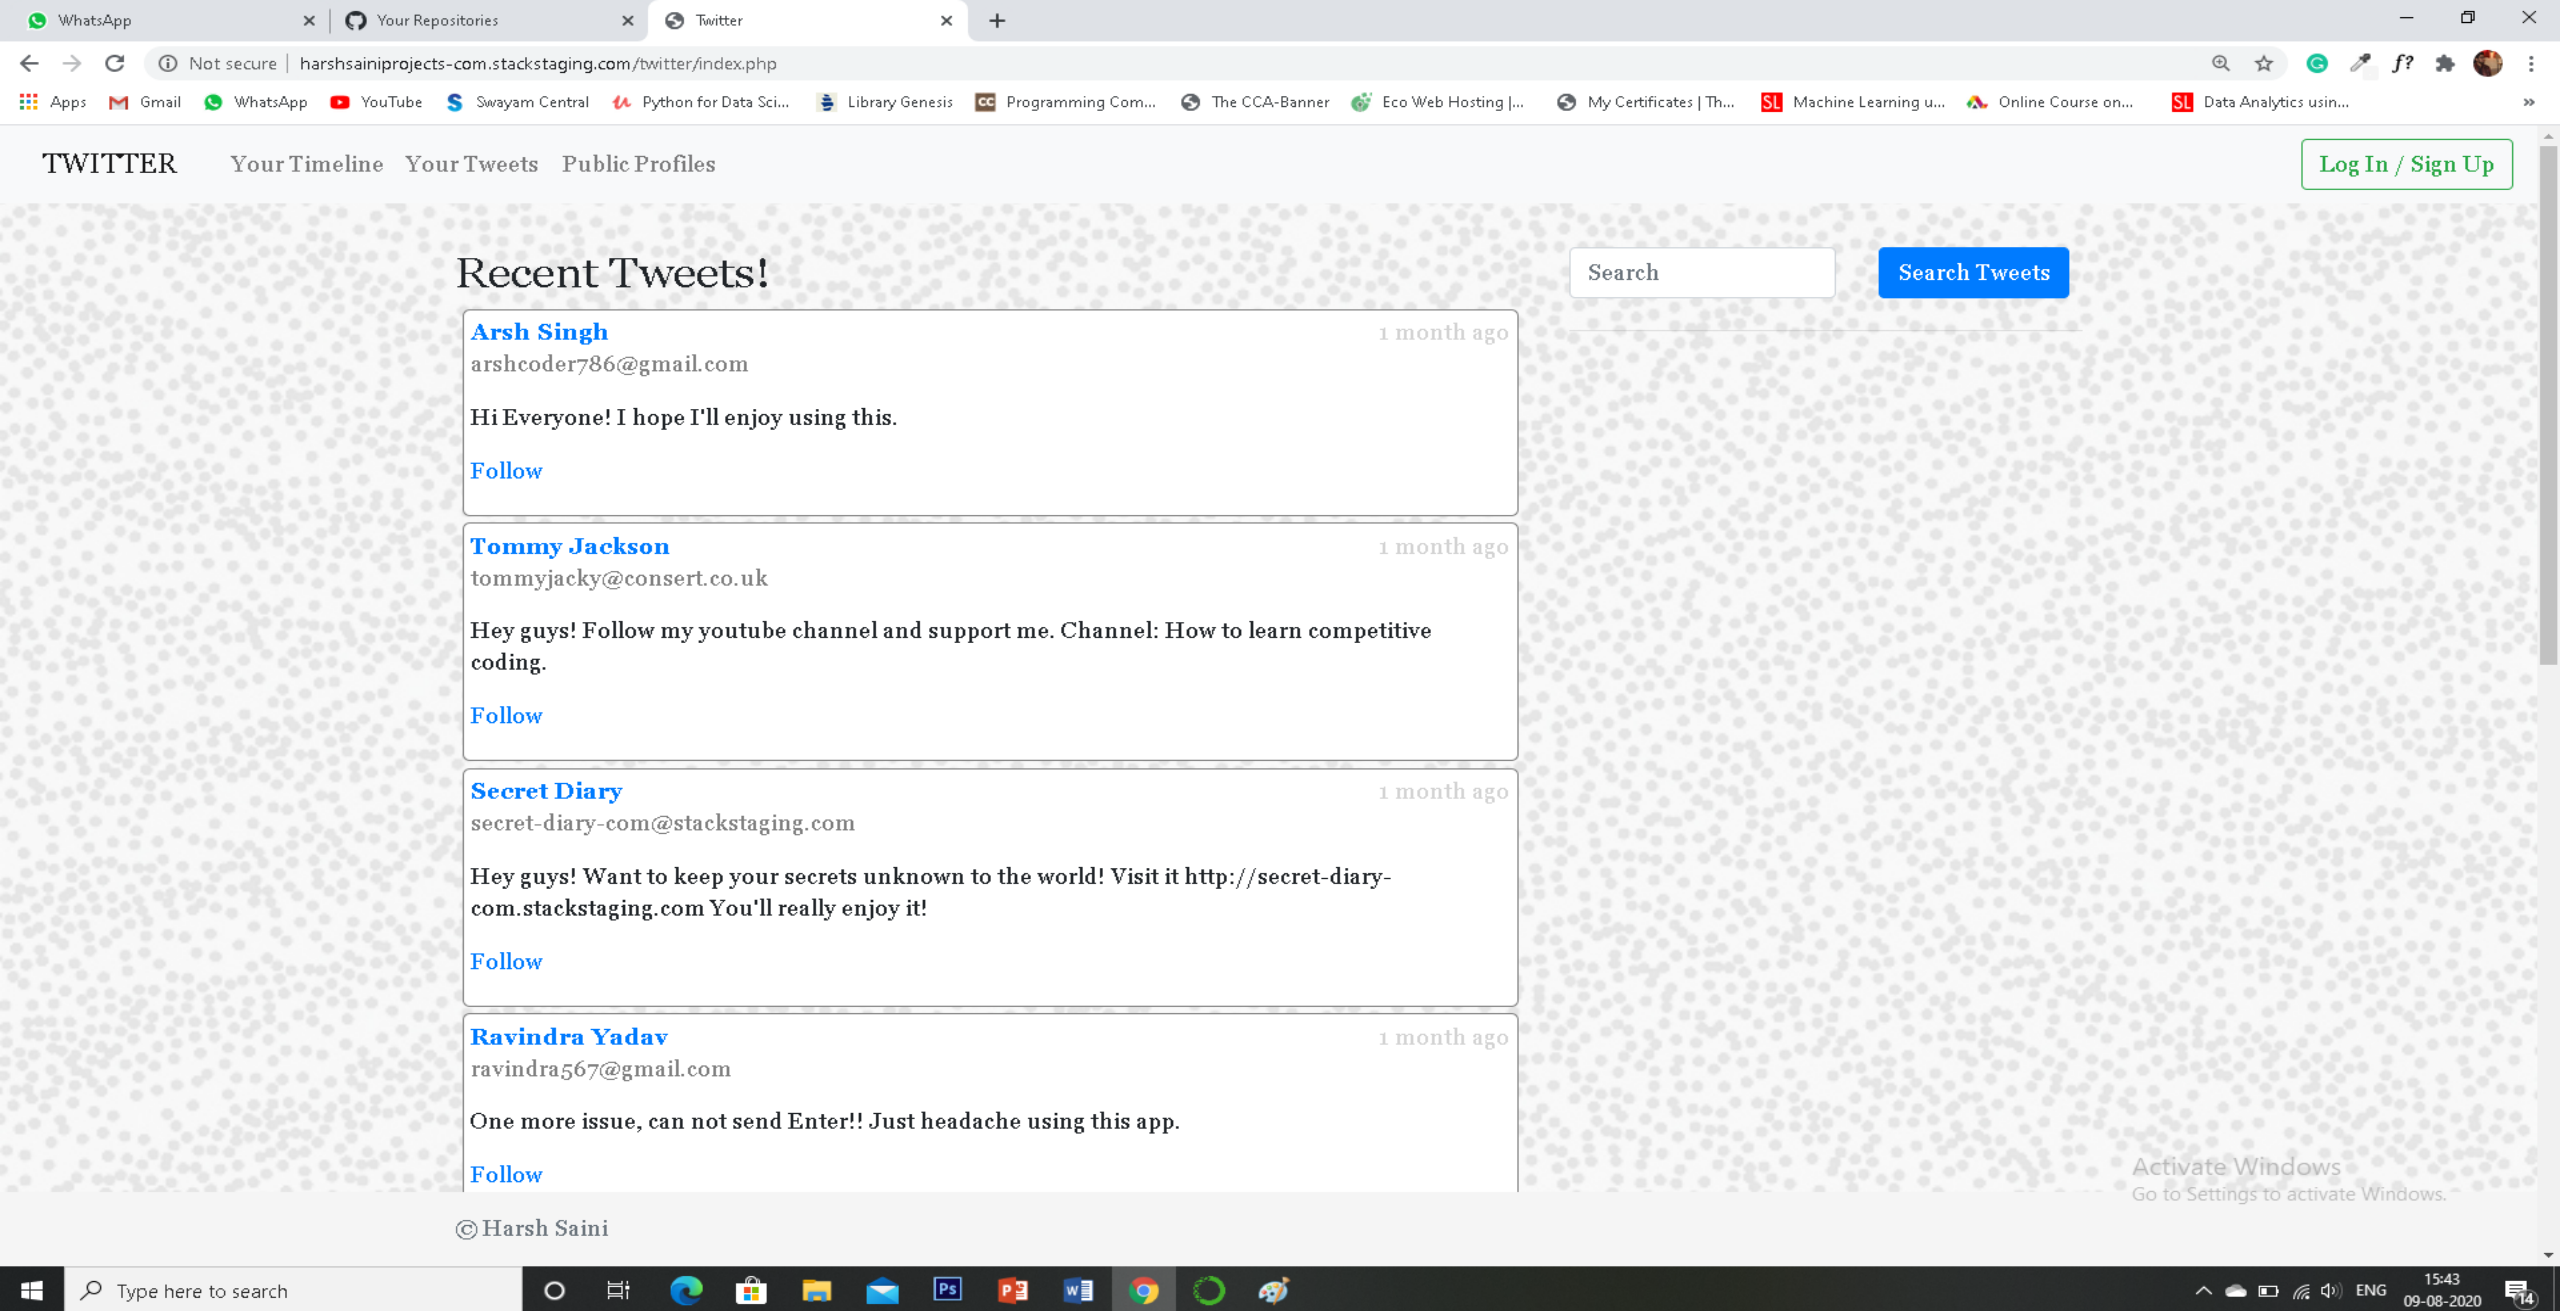 WhatsApp
Your Repositories
Twitter
Not secure | harshsainiprojects-com.stackstaging.com/twitter/index.php
f?
Apps Gmail WhatsApp YouTube Swayam Central Python for Data Sci... Library Genesis CC Programming Com... The CCA-Banner Eco Web Hosting |... My Certificates | Th... SL Machine Learning u... Online Course on... SL Data Analytics usin... »
TWITTER Your Timeline Your Tweets Public Profiles Log In / Sign Up
Recent Tweets!
Search Search Tweets
Arsh Singh 1 month ago
arshcoder786@gmail.com
Hi Everyone! I hope I'll enjoy using this.
Follow
Tommy Jackson 1 month ago
tommyjacky@consert.co.uk
Hey guys! Follow my youtube channel and support me. Channel: How to learn competitive
coding.
Follow
Secret Diary 1 month ago
secret-diary-com@stackstaging.com
Hey guys! Want to keep your secrets unknown to the world! Visit it http://secret-diary-
com.stackstaging.com You'll really enjoy it!
Follow
Ravindra Yadav 1 month ago
ravindra567@gmail.com
One more issue, can not send Enter!! Just headache using this app.
Follow
Activate Windows
Go to Settings to activate Windows.
© Harsh Saini
Type here to search
Ps
ENG
15:43
09-08-2020
14